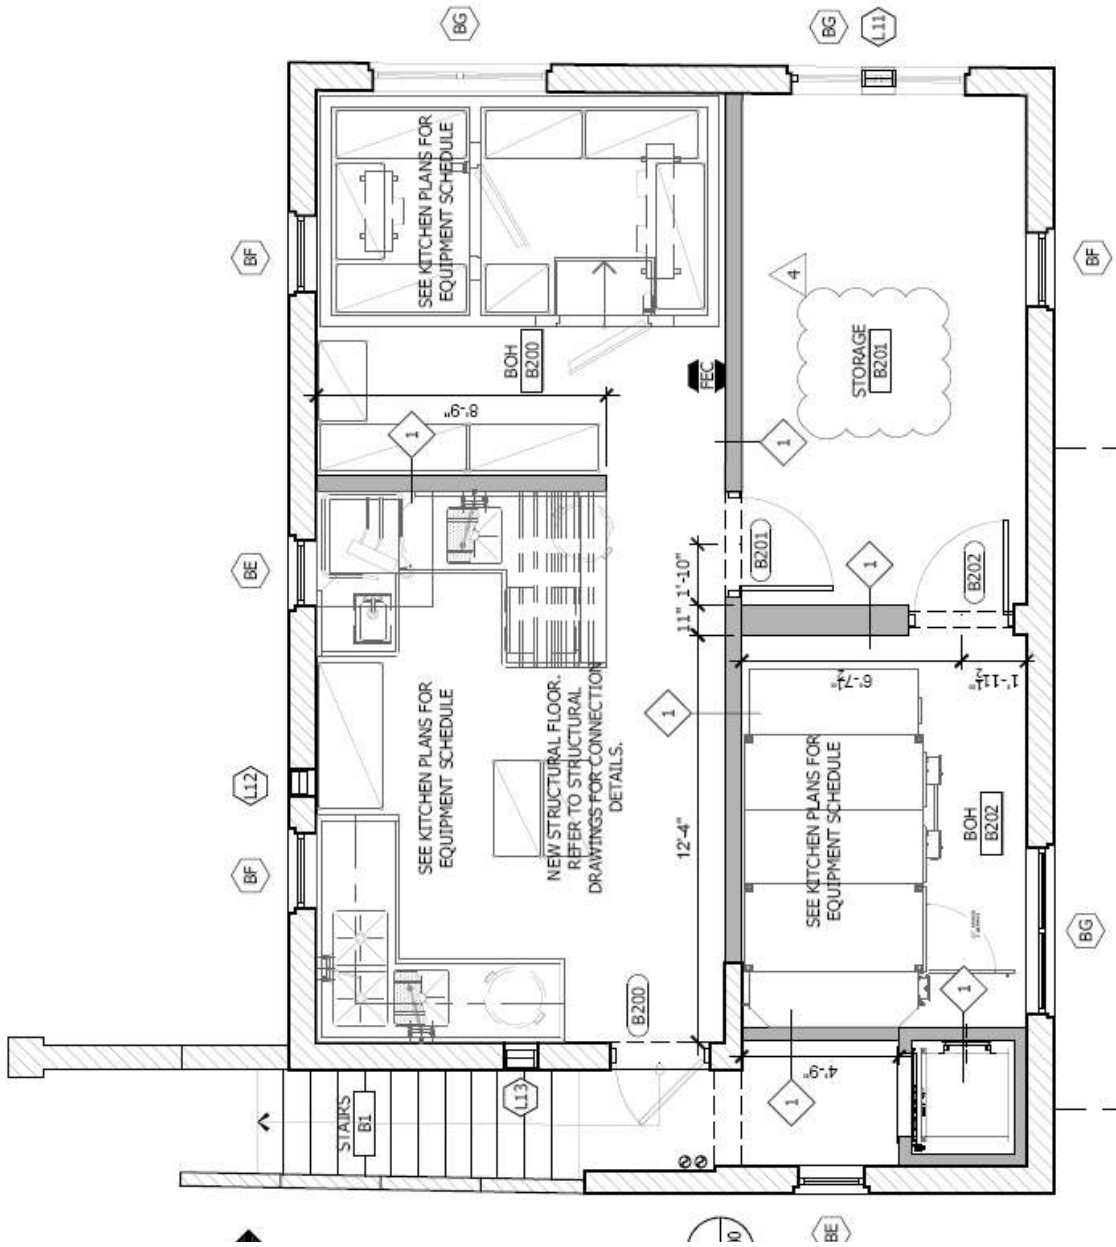 BG
BG
L11
SEE KITCHEN PLANS FOR
EQUIPMENT SCHEDULE
BF
BF
4
BOH
B200
STORAGE
B201
FEC
8'-9"
1
1
BE
B201
1'-10"
11"
1
B202
6'-7½"
1'-11½"
SEE KITCHEN PLANS FOR
EQUIPMENT SCHEDULE
NEW STRUCTURAL FLOOR.
REFER TO STRUCTURAL
DRAWINGS FOR CONNECTION
DETAILS.
1
L12
12'-4"
SEE KITCHEN PLANS FOR
EQUIPMENT SCHEDULE
BOH
B202
BF
BG
B200
1
L13
4'-9"
1
STAIRS
B1
BE